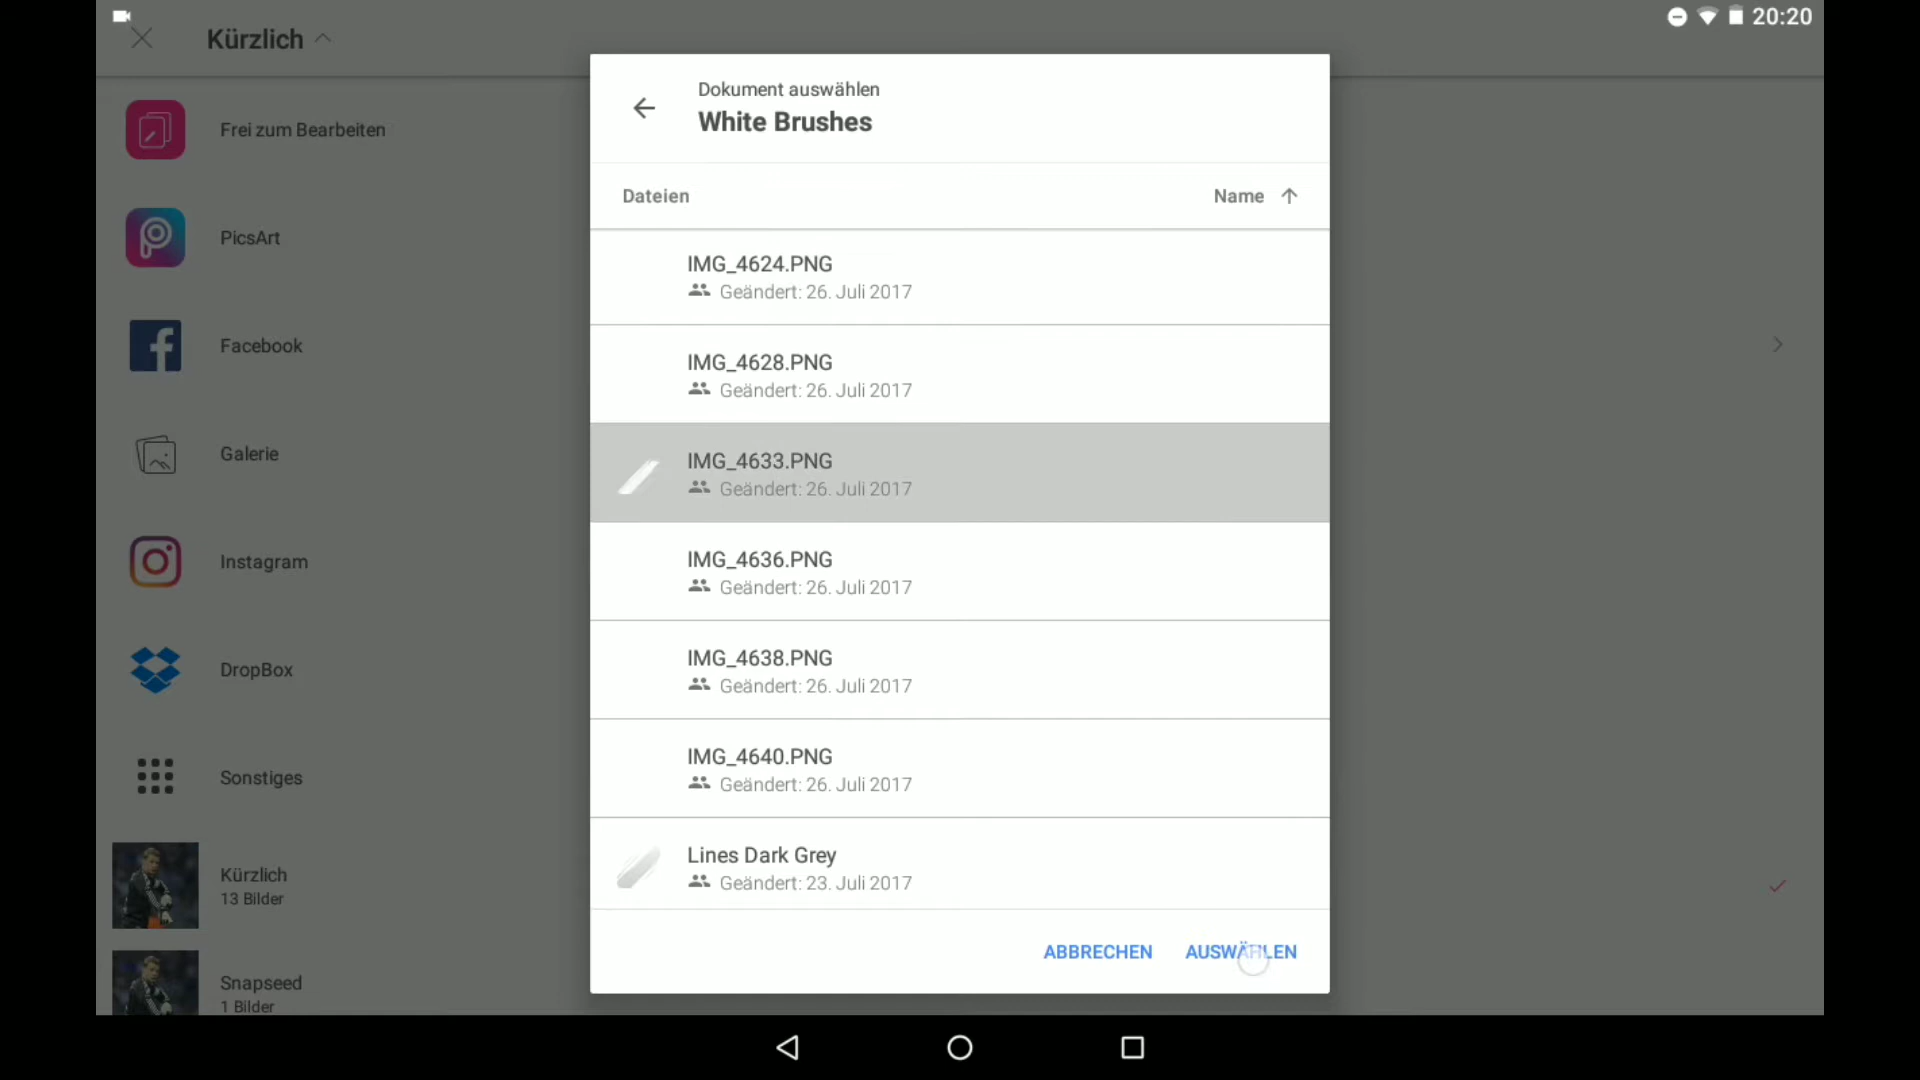 20:20
Kürzlich
Frei zum Bearbeiten
PicsArt
Facebook
Galerie
Instagram
DropBox
Sonstiges
Kürzlich
13 Bilder
Snapseed
1 Bilder
Dokument auswählen
White Brushes
Dateien
Name
IMG_4624.PNG
Geändert: 26. Juli 2017
IMG_4628.PNG
Geändert: 26. Juli 2017
IMG_4633.PNG
Geändert: 26. Juli 2017
IMG_4636.PNG
Geändert: 26. Juli 2017
IMG_4638.PNG
Geändert: 26. Juli 2017
IMG_4640.PNG
Geändert: 26. Juli 2017
Lines Dark Grey
Geändert: 23. Juli 2017
ABBRECHEN AUSWÄHLEN